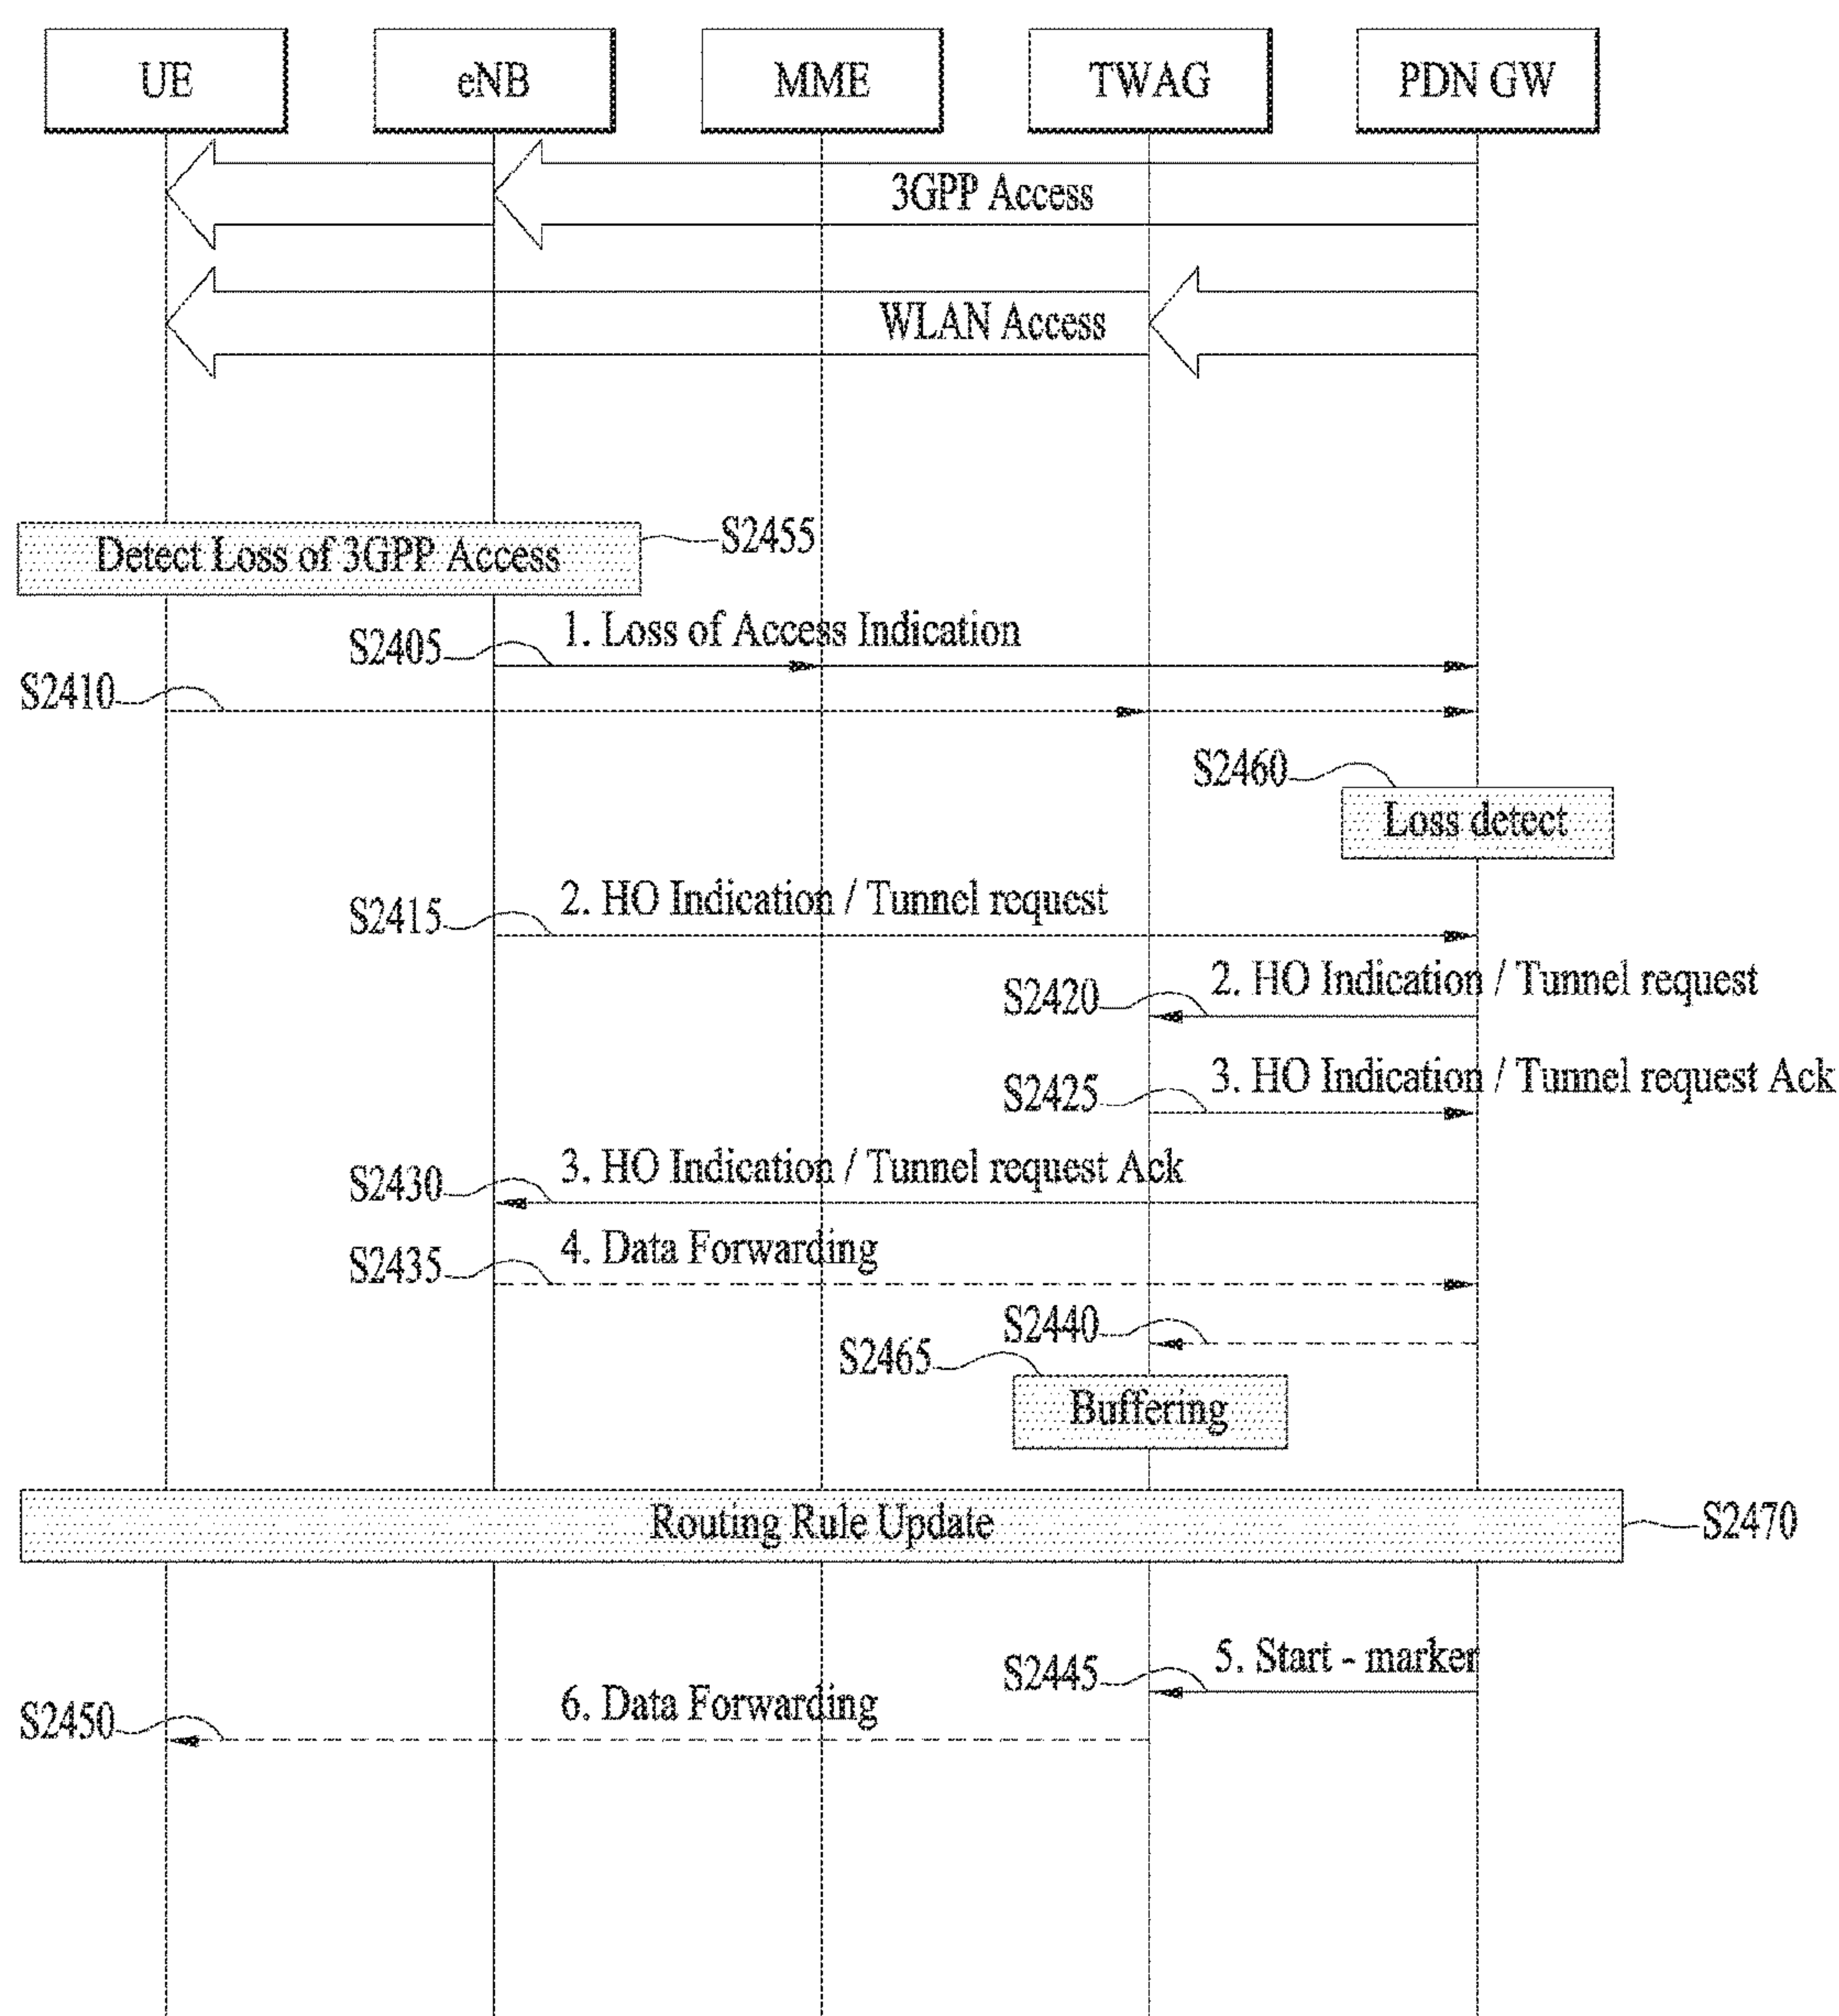 UE
eNB
MME
TWAG
PDN GW
3GPP Access
WLAN Access
Detect Loss of 3GPP Access
S2455
1. Loss of Access Indication
S2405
S2410
S2460
Loss detect
2. HO Indication / Tunnel request
S2415
2. HO Indication / Tunnel request
S2420
3. HO Indication / Tunnel request Ack
S2425
3. HO Indication / Tunnel request Ack
S2430
4. Data Forwarding
S2435
S2440
S2465
Buffering
Routing Rule Update
S2470
5. Start - marker
S2445
6. Data Forwarding
S2450